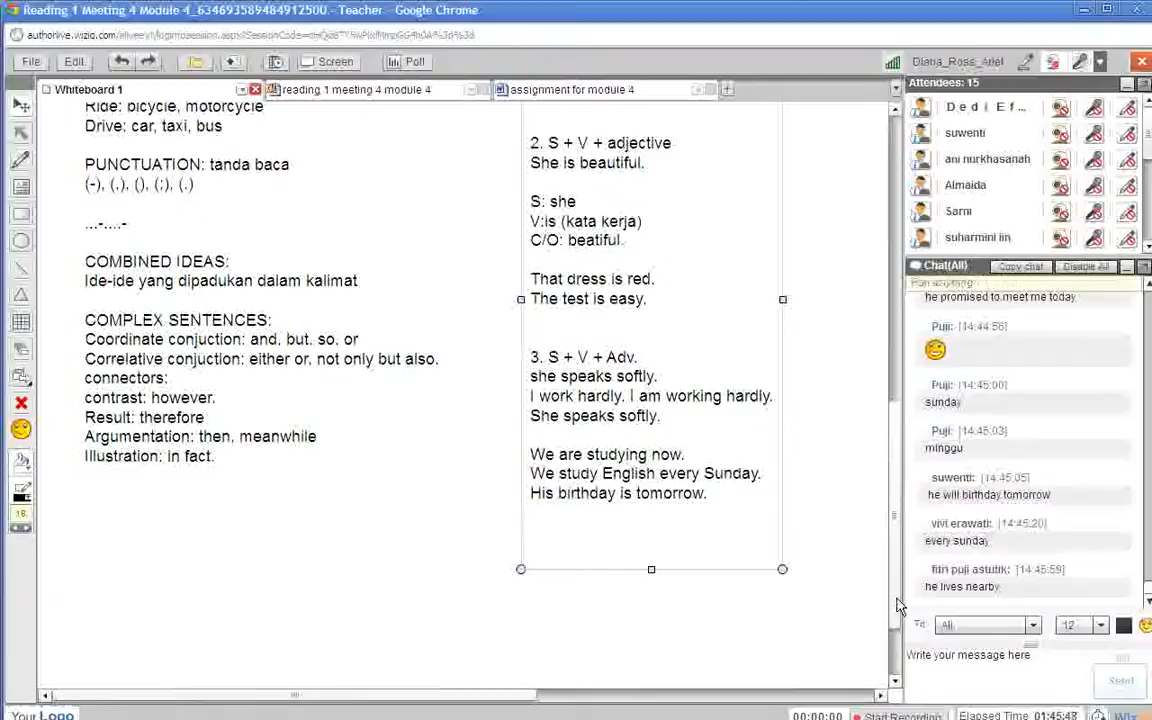 Reading 1 Meeting 4 Module 4_634693589484912500. - Teacher - Google Chrome
File
Edit
Screen
Poll
Diana_Ross_Arief
Whiteboard 1
reading 1 meeting 4 module 4
assignment for module 4
Attendees: 15
Ride: bicycle, motorcycle
Drive: car, taxi, bus
PUNCTUATION: tanda baca
(-), (.), (), (;), (.)
...-....-
COMBINED IDEAS:
Ide-ide yang dipadukan dalam kalimat
COMPLEX SENTENCES:
Coordinate conjuction: and, but, so, or
Correlative conjuction: either or, not only but also.
connectors:
contrast: however.
Result: therefore
Argumentation: then, meanwhile
Illustration: in fact.
2. S + V + adjective
She is beautiful.
S: she
V:is (kata kerja)
C/O: beatiful.
That dress is red.
The test is easy.
3. S + V + Adv.
she speaks softly.
I work hardly. I am working hardly.
She speaks softly.
We are studying now.
We study English every Sunday.
His birthday is tomorrow.
D e d i E f ...
suwenti
ani nurkhasanah
Almaida
Sarni
suharmini iin
Chat(All)
Copy chat
Disable All
he promised to meet me today
Puji: [14:44:56]
Puji: [14:45:00]
sunday
Puji: [14:45:03]
minggu
suwenti: [14:45:05]
he will birthday tomorrow
vivi erawati: [14:45:20]
every sunday
fitri puji astutik: [14:45:59]
he lives nearby
To:
All
12
Write your message here
Send
18
Your Logo
00:00:00
Start Recording
Elapsed Time
01:45:43